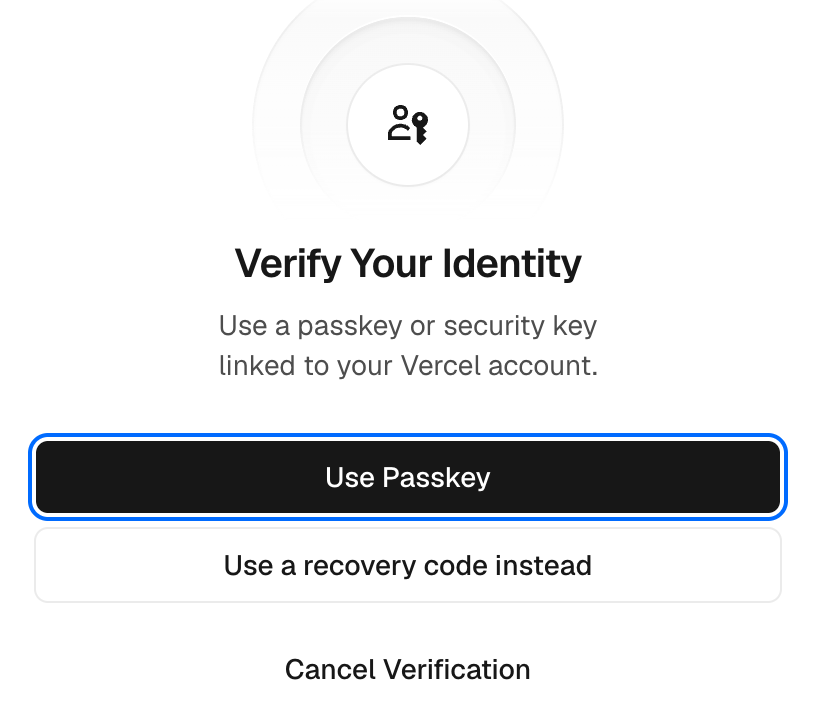 Verify Your Identity
Use a passkey or security key
linked to your Vercel account.
Use Passkey
Use a recovery code instead
Cancel Verification